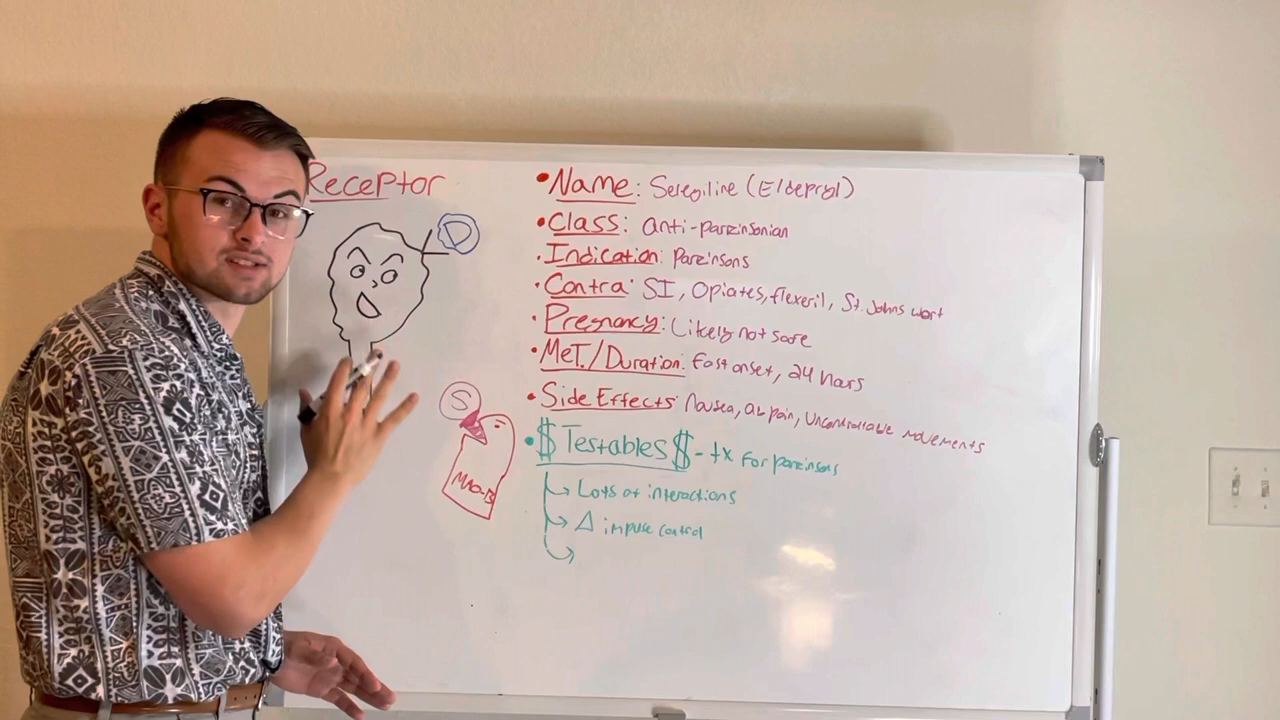 Receptor
D
S
MAO-B
• Name: Seregiline (Eldepryl)
• Class: Anti-parkinsonian
• Indication: Parkinsons
• Contra: SI, Opiates, flexeril, St. Johns wort
• Pregnancy: Likely not safe
• Met./Duration: Fast onset, 24 hours
• Side Effects: Nausea, ab pain, Uncontrollable movements
• $ Testables $ - tx for parkinsons
↳ Lots of interactions
↳ Δ impulse control